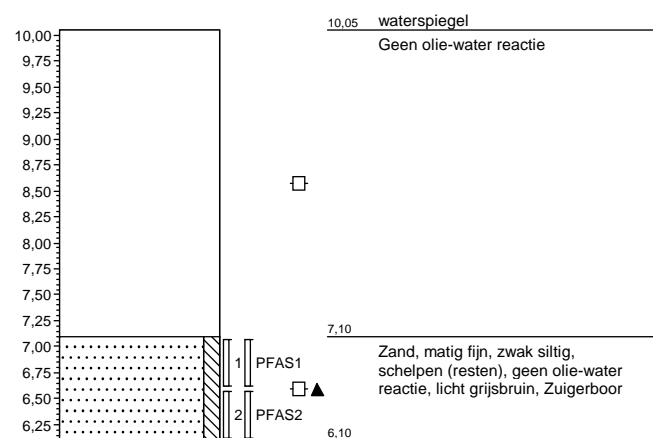 10,05 waterspiegel
10,00
Geen olie-water reactie
9,75
9,50
9,25
9,00
8,75
8,50
8,25
8,00
7,75
7,50
7,25
7,10
7,00
Zand, matig fijn, zwak siltig,
1 PFAS1
schelpen (resten), geen olie-water
6,75
reactie, licht grijsbruin, Zuigerboor
6,50
2 PFAS2
6,25
6,10